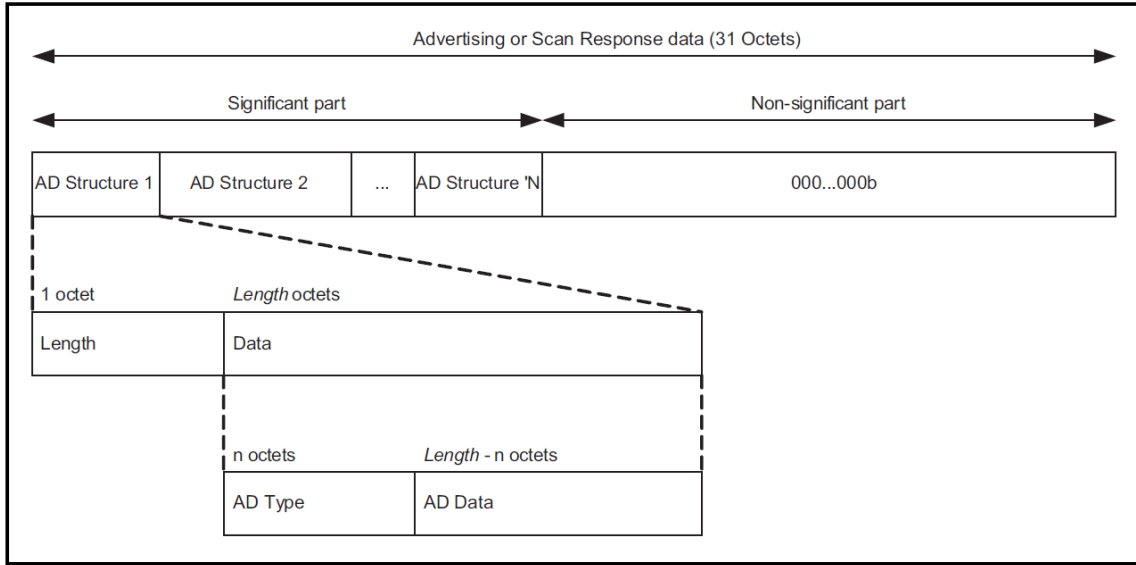 Advertising or Scan Response data (31 Octets)
Significant part Non-significant part
AD Structure 1 AD Structure 2 ... AD Structure 'N 000...000b
1 octet Length octets
Length Data
n octets Length - n octets
AD Type AD Data